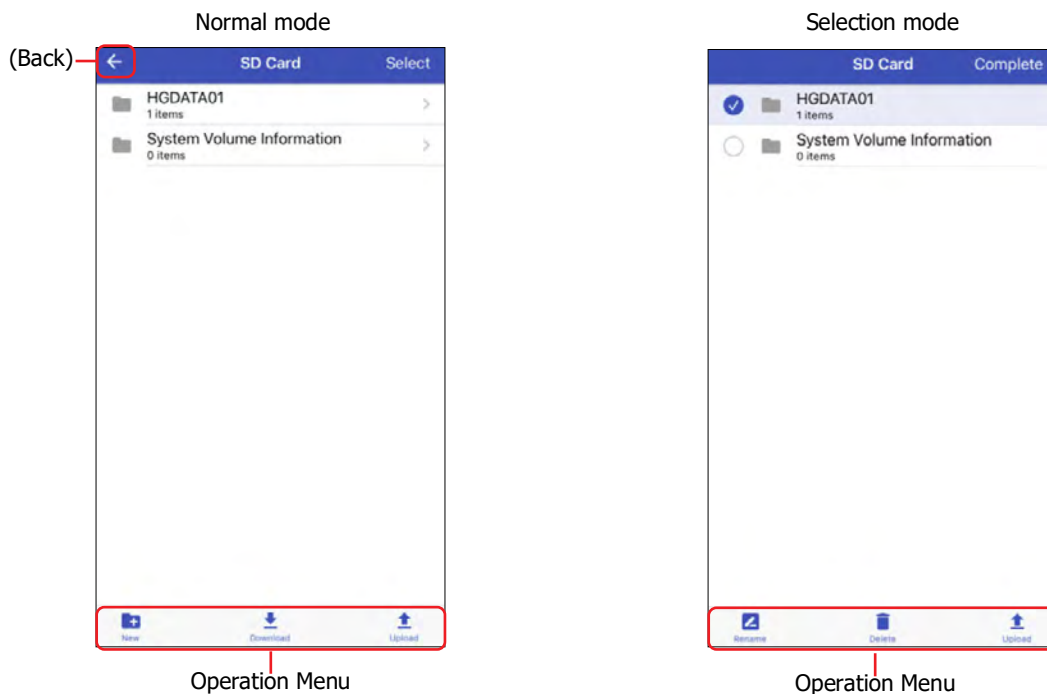 Normal mode
(Back)
SD Card Select
HGDATA01
1 items
System Volume Information
0 items
New Download Upload
Operation Menu
Selection mode
SD Card Complete
HGDATA01
1 items
System Volume Information
0 items
Rename Delete Upload
Operation Menu